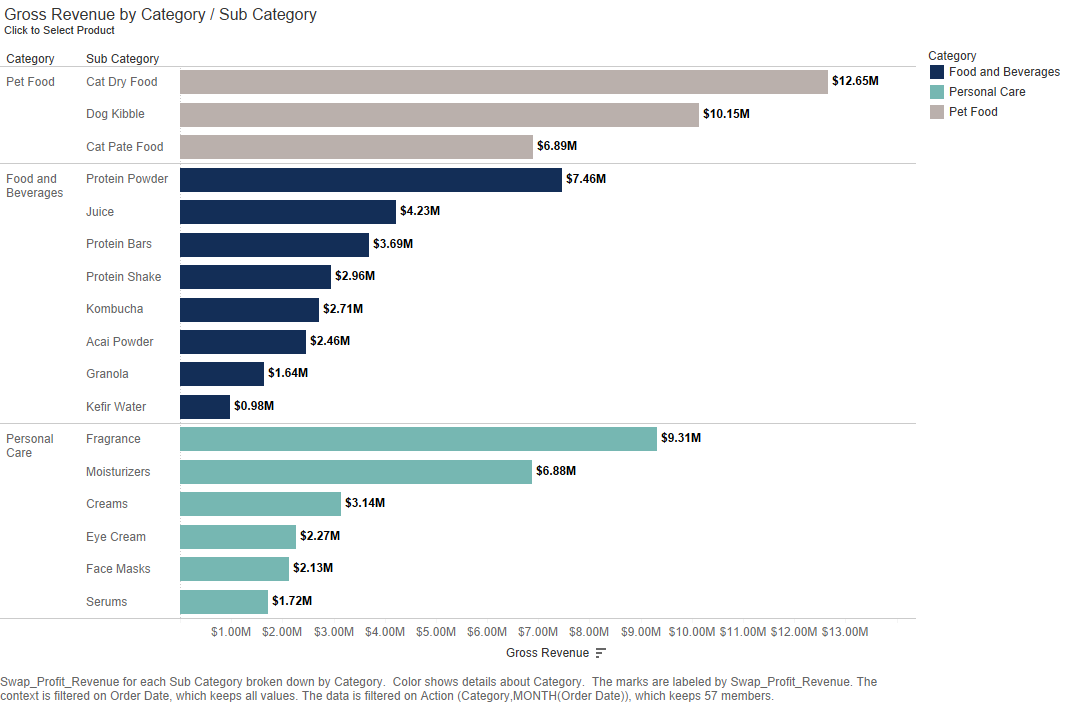 Gross Revenue by Category / Sub Category
Click to Select Product
Category Sub Category
Pet Food Cat Dry Food $12.65M
Dog Kibble $10.15M
Cat Pate Food $6.89M
Food and Beverages Protein Powder $7.46M
Juice $4.23M
Protein Bars $3.69M
Protein Shake $2.96M
Kombucha $2.71M
Acai Powder $2.46M
Granola $1.64M
Kefir Water $0.98M
Personal Care Fragrance $9.31M
Moisturizers $6.88M
Creams $3.14M
Eye Cream $2.27M
Face Masks $2.13M
Serums $1.72M
$1.00M $2.00M $3.00M $4.00M $5.00M $6.00M $7.00M $8.00M $9.00M $10.00M $11.00M $12.00M $13.00M
Gross Revenue
Category
Food and Beverages
Personal Care
Pet Food
Swap_Profit_Revenue for each Sub Category broken down by Category.  Color shows details about Category.  The marks are labeled by Swap_Profit_Revenue. The
context is filtered on Order Date, which keeps all values. The data is filtered on Action (Category,MONTH(Order Date)), which keeps 57 members.